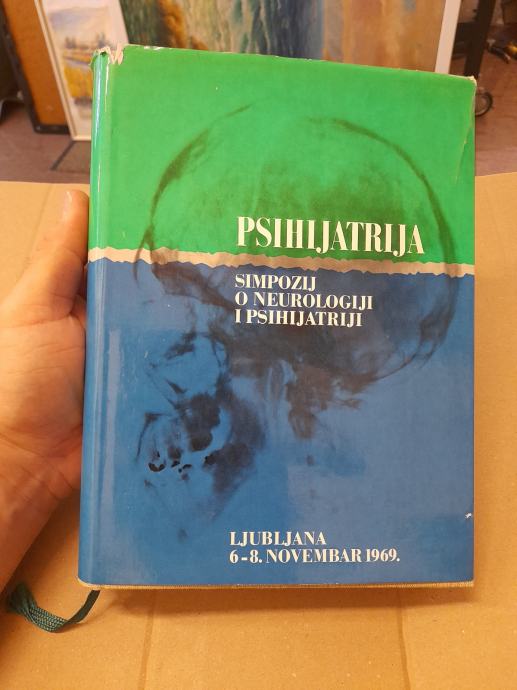 PSIHIJATRIJA
SIMPOZIJ
O NEUROLOGIJI
I PSIHIJATRIJI
LJUBLJANA
6-8. NOVEMBAR 1969.